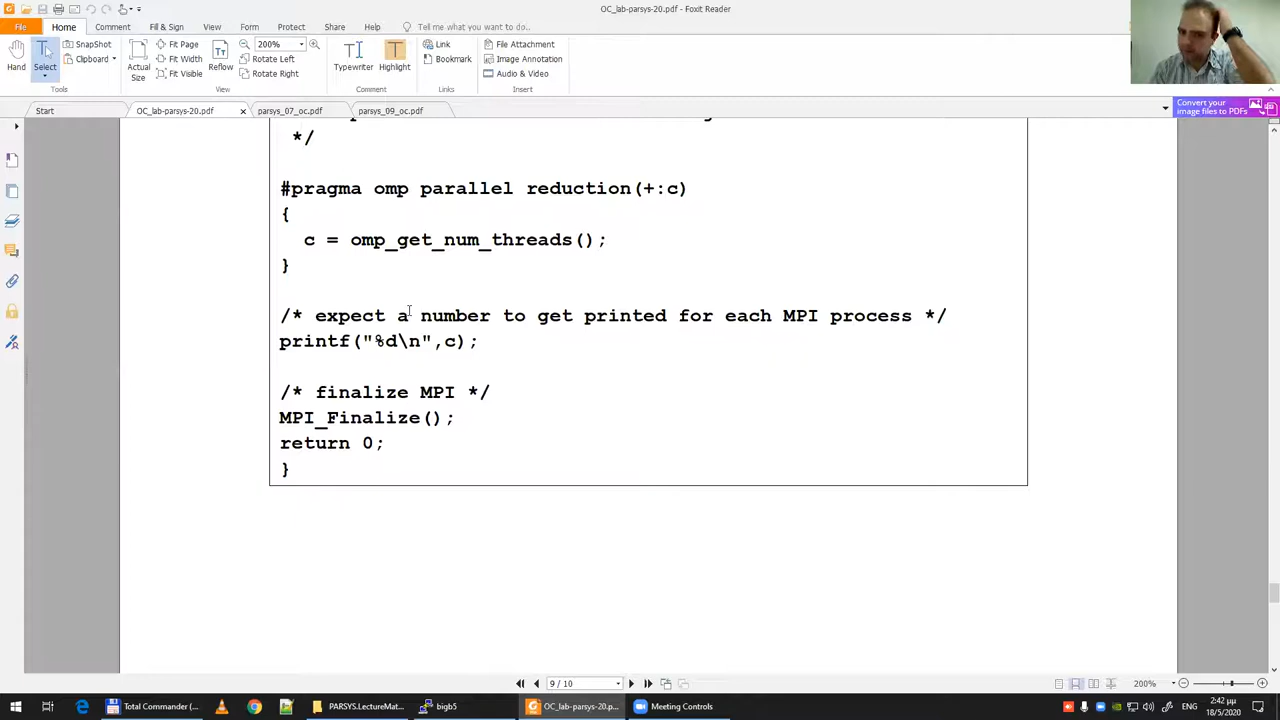 OC_lab-parsys-20.pdf - Foxit Reader
File Home Comment Fill & Sign View Form Protect Share Help Tell me what you want to do..
Hand
Select
SnapShot
Clipboard
Tools
Actual Size
Fit Page
Fit Width
Fit Visible
Reflow
200%
Rotate Left
Rotate Right
View
Typewriter
Highlight
Comment
Link
Bookmark
Links
File Attachment
Image Annotation
Audio & Video
Insert
Start OC_lab-parsys-20.pdf parsys_07_oc.pdf parsys_09_oc.pdf
Convert your
image files to PDFs
*/
#pragma omp parallel reduction(+:c)
{
c = omp_get_num_threads();
}
/* expect a number to get printed for each MPI process */
printf("%d\n",c);
/* finalize MPI */
MPI_Finalize();
return 0;
}
9 / 10
200%
Total Commander (... PARSYS.LectureMat... big5 OC_lab-parsys-20.p... Meeting Controls
2:42 μμ
18/5/2020